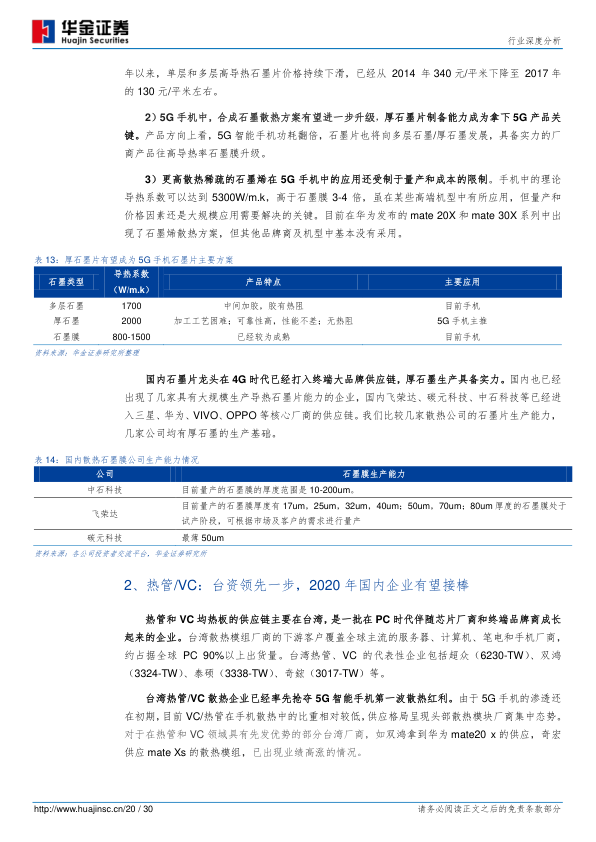 华金证券
Huajin Securities
行业深度分析
年以来，单层和多层高导热石墨片价格持续下滑，已经从 2014 年 340 元/平米下降至 2017 年
的 130 元/平米左右。
2）5G 手机中，合成石墨散热方案有望进一步升级，厚石墨片制备能力成为拿下 5G 产品关
键。产品方向上看，5G 智能手机功耗翻倍，石墨片也将向多层石墨/厚石墨发展，具备实力的厂
商产品往高导热率石墨膜升级。
3）更高散热稀疏的石墨烯在 5G 手机中的应用还受制于量产和成本的限制。手机中的理论
导热系数可以达到 5300W/m.k，高于石墨膜 3-4 倍，虽在某些高端机型中有所应用，但量产和
价格因素还是大规模应用需要解决的关键。目前在华为发布的 mate 20X 和 mate 30X 系列中出
现了石墨烯散热方案，但其他品牌商及机型中基本没有采用。
表 13：厚石墨片有望成为 5G 手机石墨片主要方案
石墨类型 导热系数（W/m.k） 产品特点 主要应用
多层石墨 1700 中间加胶，胶有热阻 目前手机
厚石墨 2000 加工工艺困难；可靠性高，性能不差；无热阻 5G 手机主推
石墨膜 800-1500 已经较为成熟 目前手机
资料来源：华金证券研究所整理
国内石墨片龙头在 4G 时代已经打入终端大品牌供应链，厚石墨生产具备实力。国内也已经
出现了几家具有大规模生产导热石墨片能力的企业，国内飞荣达、碳元科技、中石科技等已经进
入三星、华为、VIVO、OPPO 等核心厂商的供应链。我们比较几家散热公司的石墨片生产能力，
几家公司均有厚石墨的生产基础。
表 14：国内散热石墨膜公司生产能力情况
公司 石墨膜生产能力
中石科技 目前量产的石墨膜的厚度范围是 10-200um。
飞荣达 目前量产的石墨膜厚度有 17um，25um，32um，40um；50um，70um；80um 厚度的石墨膜处于
试产阶段，可根据市场及客户的需求进行量产
碳元科技 最薄 50um
资料来源：各公司投资者交流平台，华金证券研究所
2、热管/VC：台资领先一步，2020 年国内企业有望接棒
热管和 VC 均热板的供应链主要在台湾，是一批在 PC 时代伴随芯片厂商和终端品牌商成长
起来的企业。台湾散热模组厂商的下游客户覆盖全球主流的服务器、计算机、笔电和手机厂商，
约占据全球 PC 90%以上出货量。台湾热管、VC 的代表性企业包括超众（6230-TW）、双鸿
（3324-TW）、泰硕（3338-TW）、奇鋐（3017-TW）等。
台湾热管/VC 散热企业已经率先抢夺 5G 智能手机第一波散热红利。由于 5G 手机的渗透还
在初期，目前 VC/热管在手机散热中的比重相对较低，供应格局呈现头部散热模块厂商集中态势。
对于在热管和 VC 领域具有先发优势的部分台湾厂商，如双鸿拿到华为 mate20 x 的供应，奇宏
供应 mate Xs 的散热模组，已出现业绩高涨的情况。
http://www.huajinsc.cn/20 / 30
请务必阅读正文之后的免责条款部分